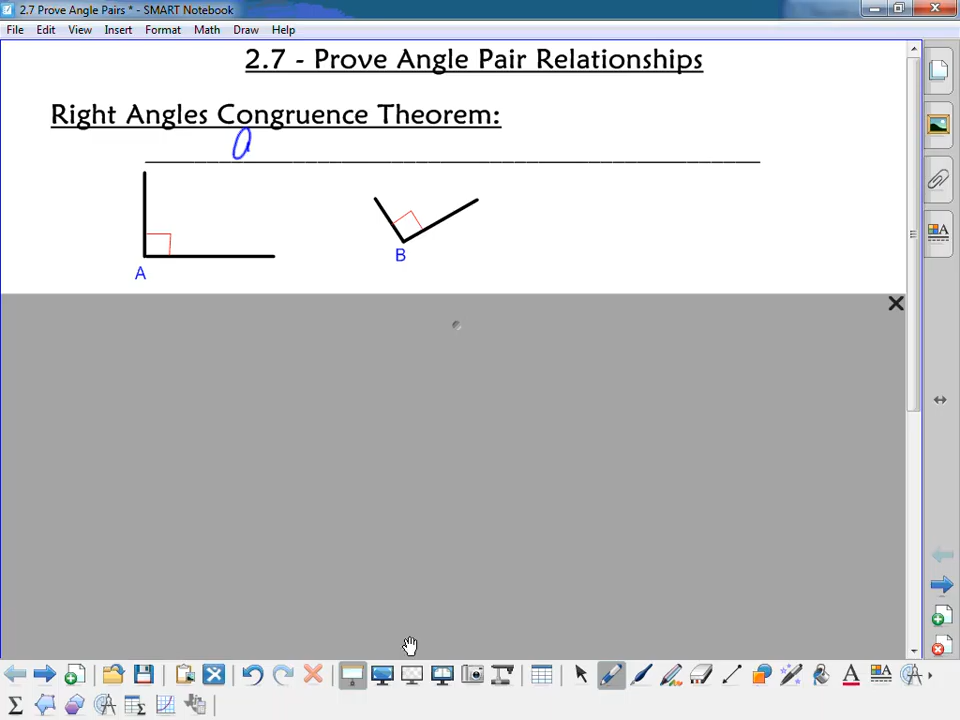 2.7 Prove Angle Pairs * - SMART Notebook
File Edit View Insert Format Math Draw Help
2.7 - Prove Angle Pair Relationships
Right Angles Congruence Theorem:
a
A
B